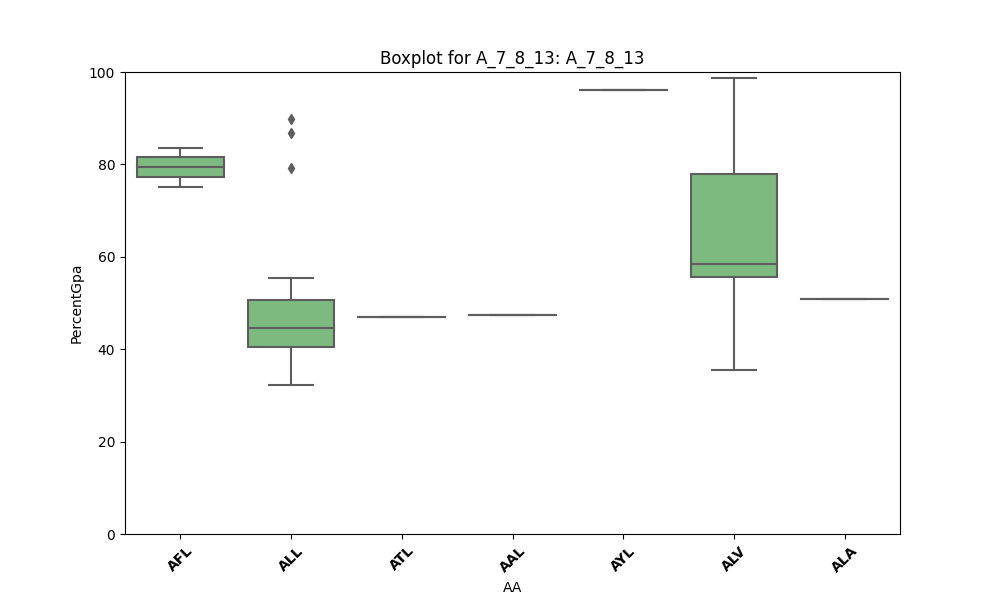 Boxplot for A_7_8_13: A_7_8_13
PercentGpa
100
80
60
40
20
0
AFL
ALL
ATL
AAL
AYL
ALV
ALA
AA